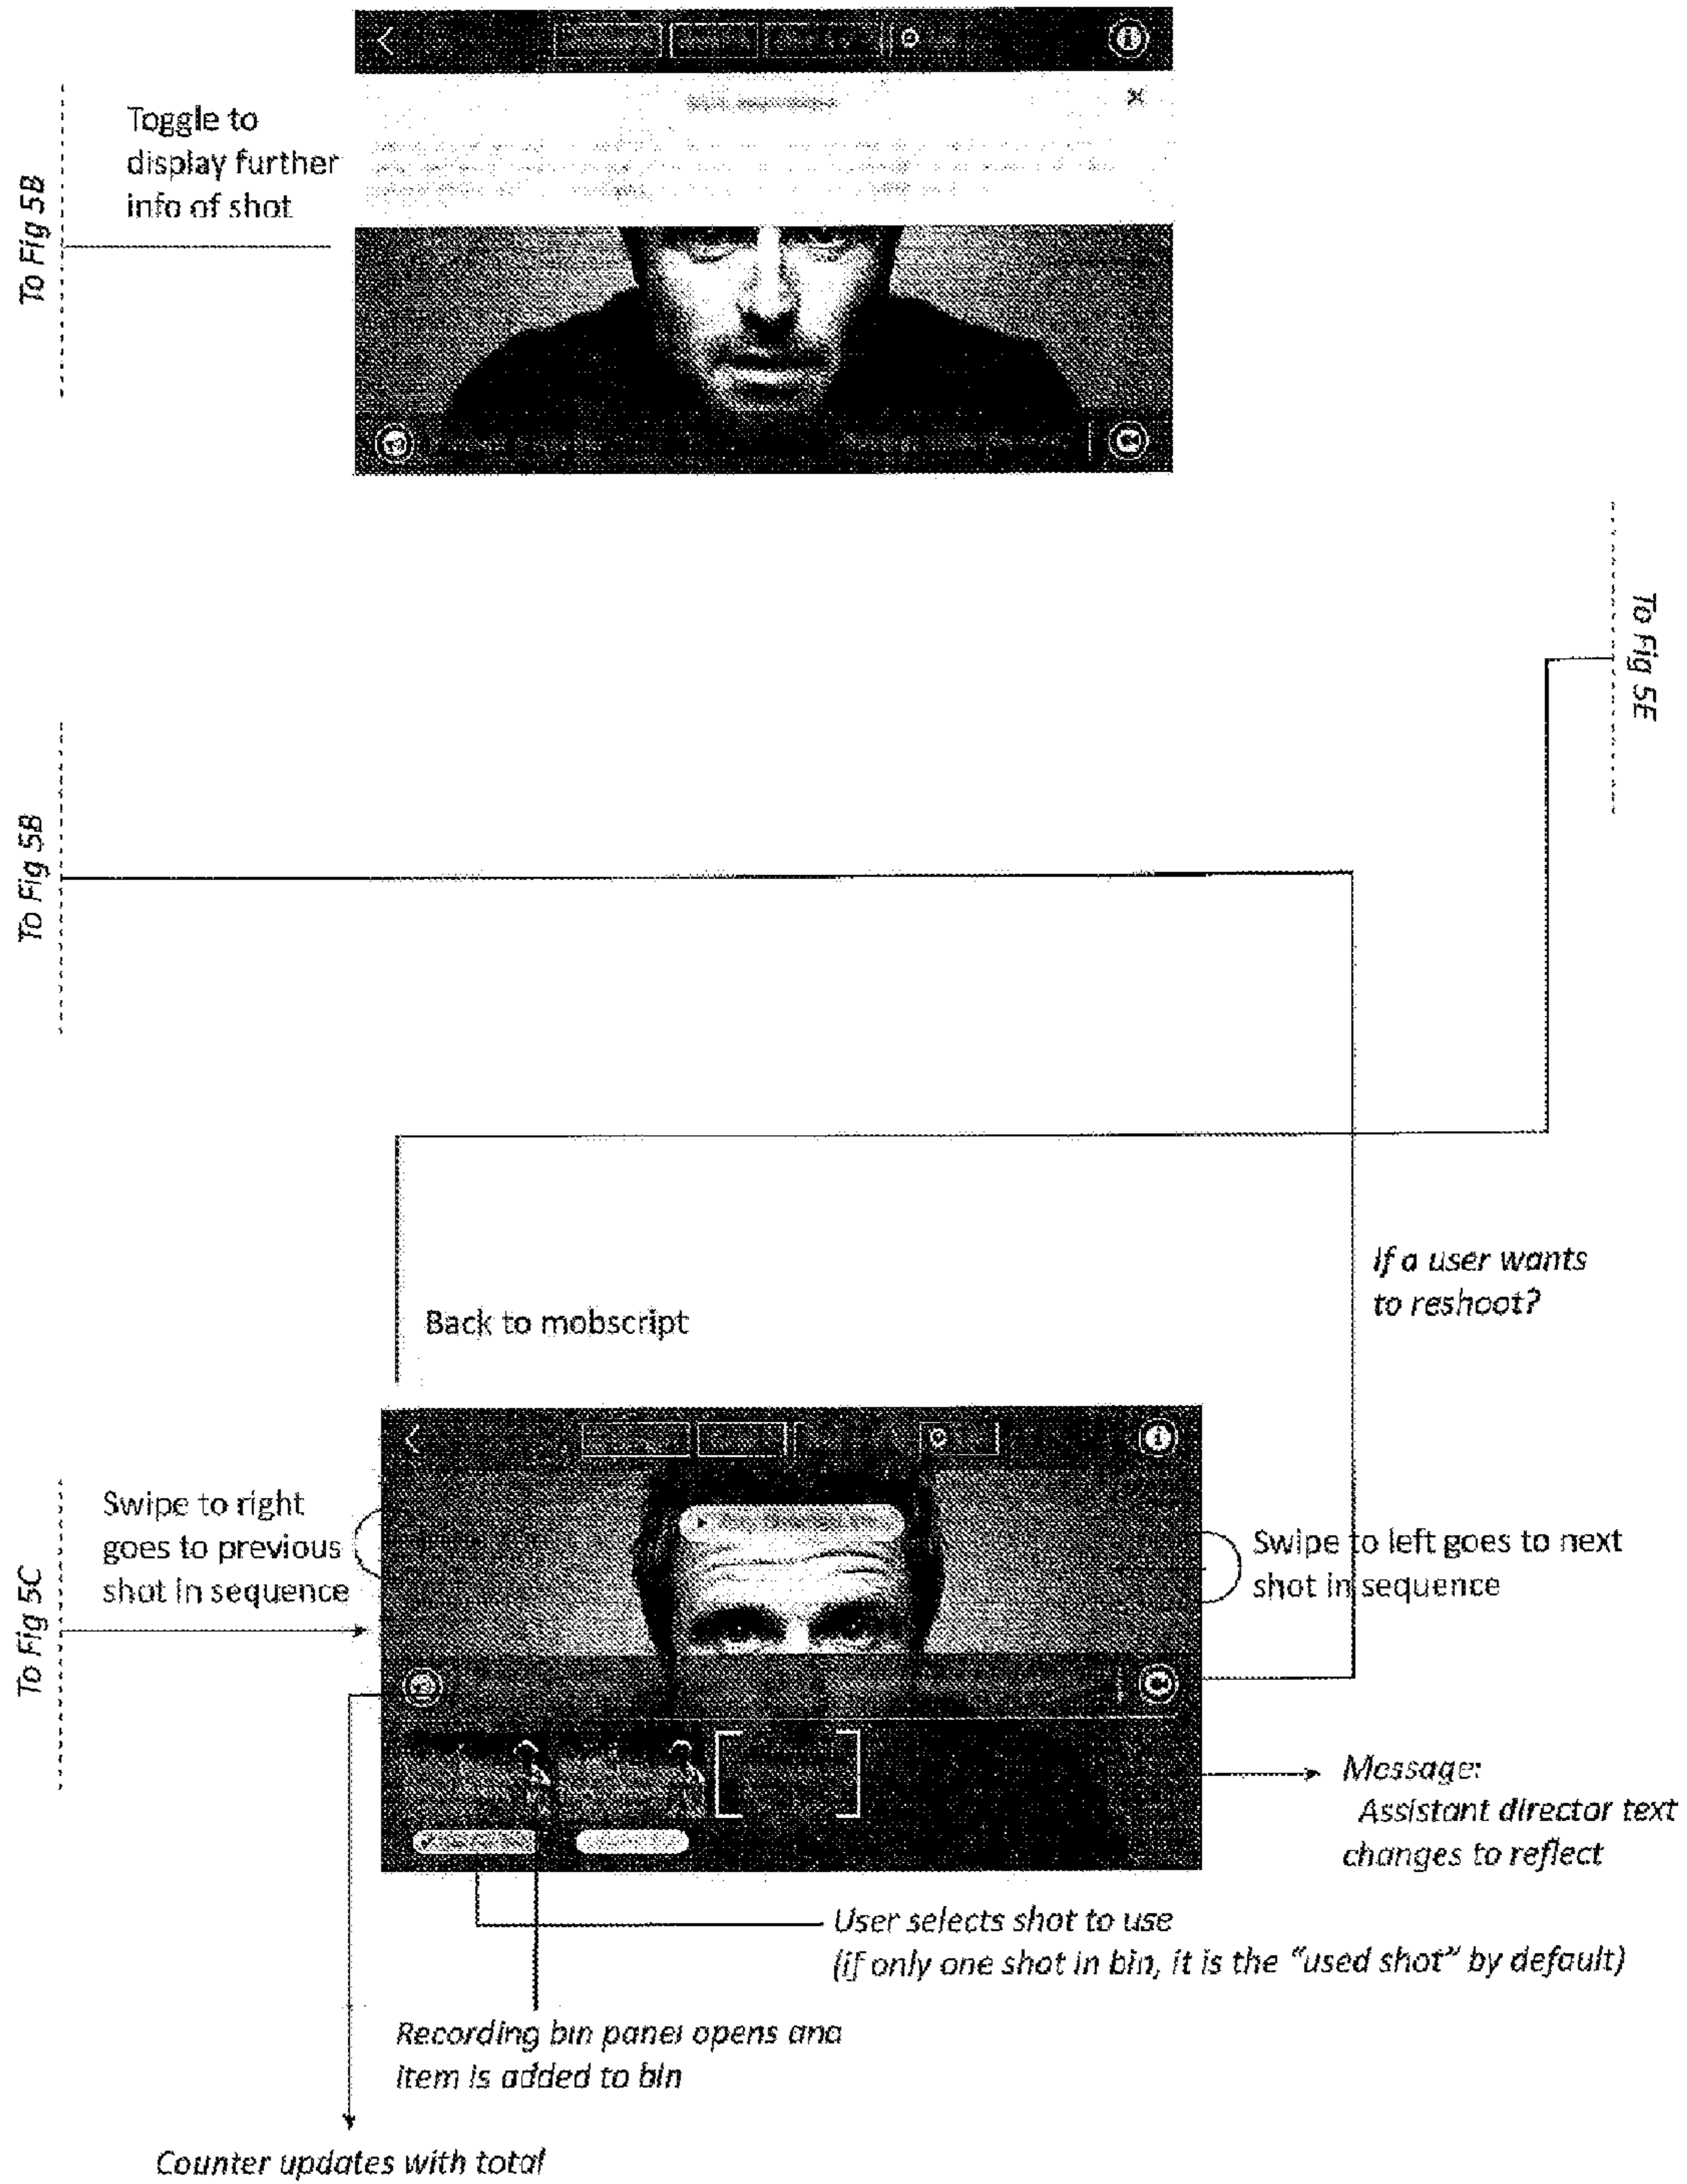 To Fig 5B
Toggle to
display further
info of shot
To Fig 5E
To Fig 5B
If a user wants
to reshoot?
Back to mobscript
To Fig 5C
Swipe to right
goes to previous
shot in sequence
Swipe to left goes to next
shot in sequence
Message:
Assistant director text
changes to reflect
User selects shot to use
(if only one shot in bin, it is the "used shot" by default)
Recording bin panel opens and
item is added to bin
Counter updates with total